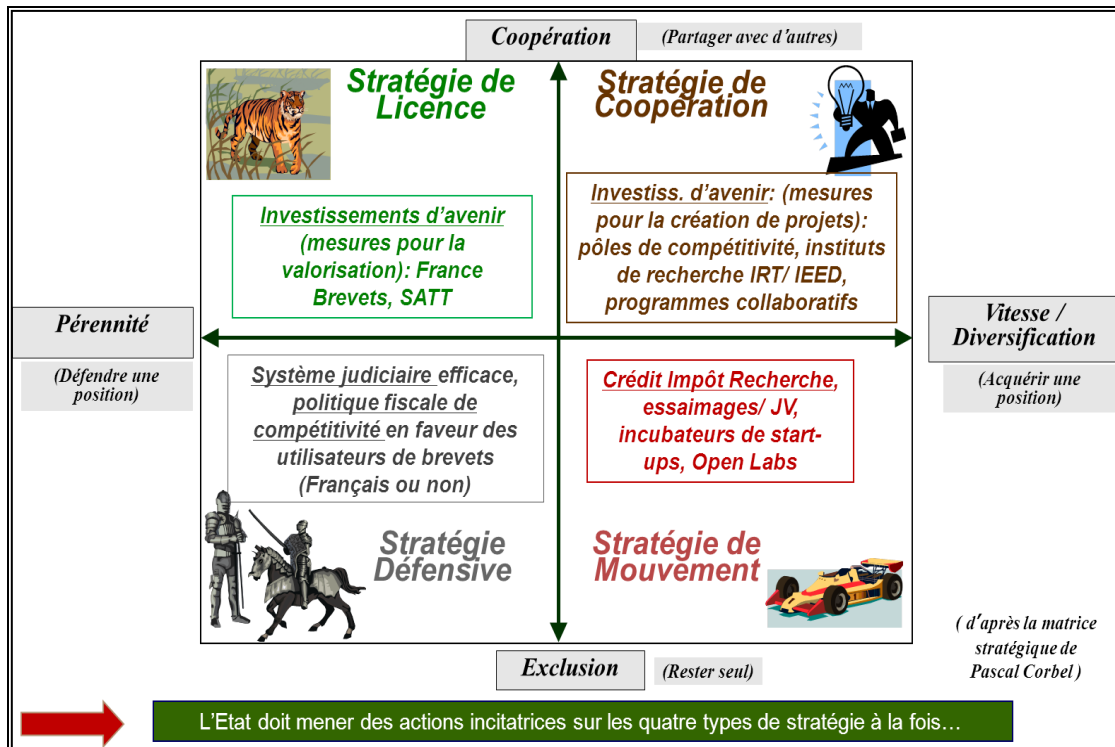 Coopération
(Partager avec d'autres)
Stratégie de
Licence
Stratégie de
Coopération
Investissements d'avenir
(mesures pour la
valorisation): France
Brevets, SATT
Investiss. d'avenir: (mesures
pour la création de projets):
pôles de compétitivité, instituts
de recherche IRT/ IEED,
programmes collaboratifs
Pérennité
(Défendre une
position)
Vitesse /
Diversification
(Acquérir une
position)
Système judiciaire efficace,
politique fiscale de
compétitivité en faveur des
utilisateurs de brevets
(Français ou non)
Crédit Impôt Recherche,
essaimages/ JV,
incubateurs de start-
ups, Open Labs
Stratégie
Défensive
Stratégie de
Mouvement
( d'après la matrice
stratégique de
Pascal Corbel )
Exclusion
(Rester seul)
L'Etat doit mener des actions incitatrices sur les quatre types de stratégie à la fois…